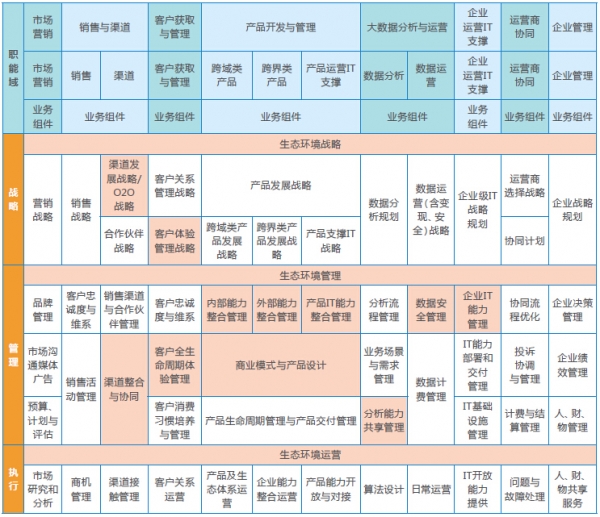 职能域
市场
营销
销售与渠道
客户获取
与管理
产品开发与管理
大数据分析与运营
企业
运营IT
支撑
运营商
协同
企业管理
市场
营销
销售
渠道
客户获取
与管理
跨域类
产品
跨界类
产品
产品运营IT
支撑
数据分析
数据
运营
企业
运营IT
支撑
运营商
协同
企业管理
业务
组件
业务组件
业务组件
业务组件
业务组件
业务组件
业务组件
业务组件
战略
生态环境战略
营销
战略
销售
战略
渠道发
展战略/
O2O
战略
客户关系
管理战略
产品发展战略
数据分
析规划
数据运
营(含变
现、安
全)战略
企业级IT
战略
规划
运营商
选择战略
企业战略
规划
合作伙伴
战略
客户体验
管理战略
跨域类产
品发展
战略
跨界类产
品发展
战略
产品支撑IT
战略
协同计划
管理
生态环境管理
品牌
管理
客户忠
诚度与
维系
销售渠道
与合作伙
伴管理
客户忠诚
度与维系
内部能力
整合管理
外部能力
整合管理
产品IT能力
整合管理
分析流
程管理
数据安
全管理
企业IT
能力
管理
协同流
程优化
企业决策
管理
市场沟
通媒体
广告
销售活
动管理
渠道整合
与协同
客户全生
命周期体
验管理
商业模式与产品设计
业务场景
与需求
管理
数据计
费管理
IT能力
部署和
交付管
理
投诉
协调与
管理
企业绩
效管理
预算、
计划与
评估
客户消费
习惯培养
与管理
产品生命周期管理与产品交付管理
分析能力
共享管理
IT基础
设施管
理
计费与结
算管理
人、财、
物管理
执行
生态环境运营
市场
研究和
分析
商机
管理
渠道接
触管理
客户关系
运营
产品及生
态体系运
营
企业能力
整合运营
产品能力开
放与对接
算法设计
日常运营
IT开放
能力
提供
问题与
故障处理
人、财、
物共享
服务